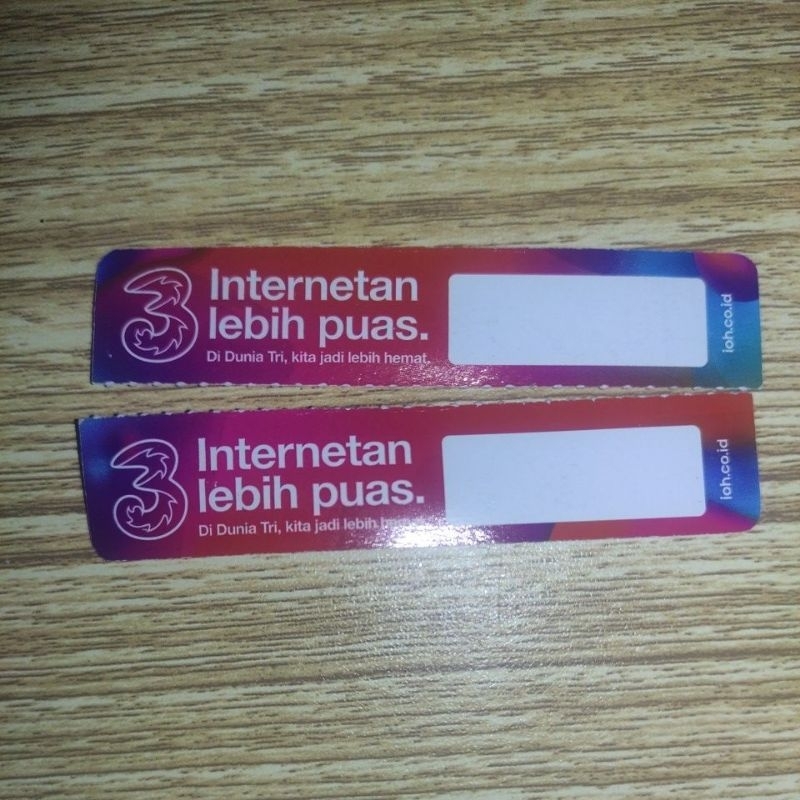 3 Internetan
lebih puas.
Di Dunia Tri, kita jadi lebih hemat.
ioh.co.id
3 Internetan
lebih puas.
Di Dunia Tri, kita jadi lebih
ioh.co.id